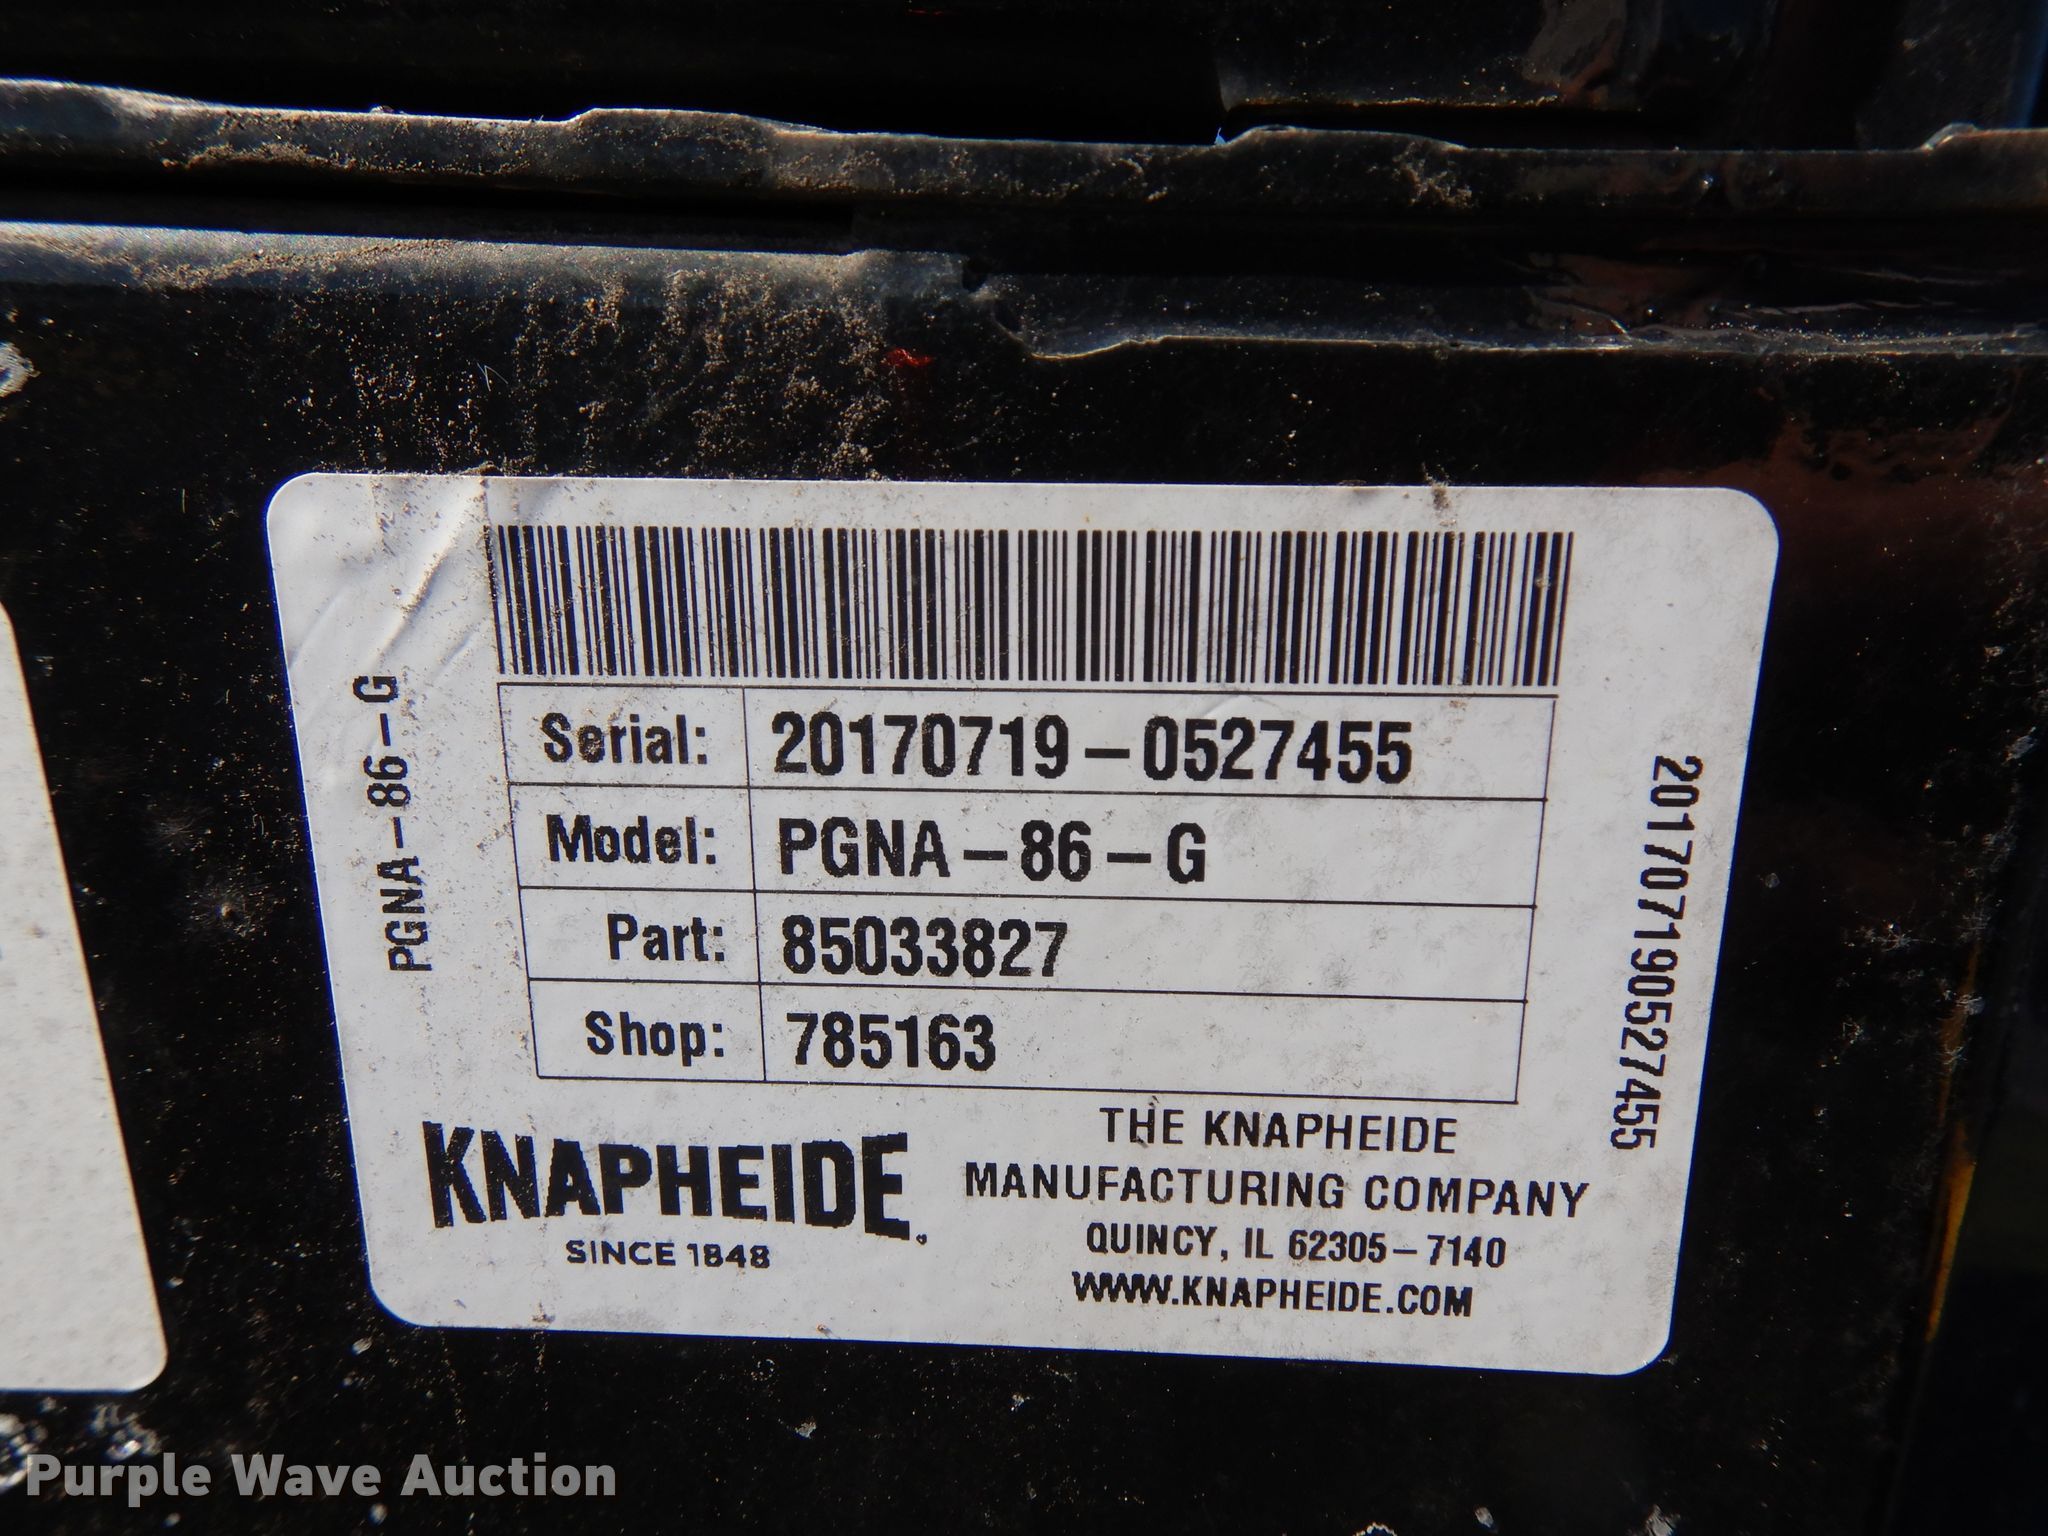 PGNA-86-G
Serial: 20170719-0527455
Model: PGNA-86-G
Part: 85033827
Shop: 785163
201707190527455
KNAPHEIDE
SINCE 1848
THE KNAPHEIDE
MANUFACTURING COMPANY
QUINCY, IL 62305-7140
WWW.KNAPHEIDE.COM
Purple Wave Auction